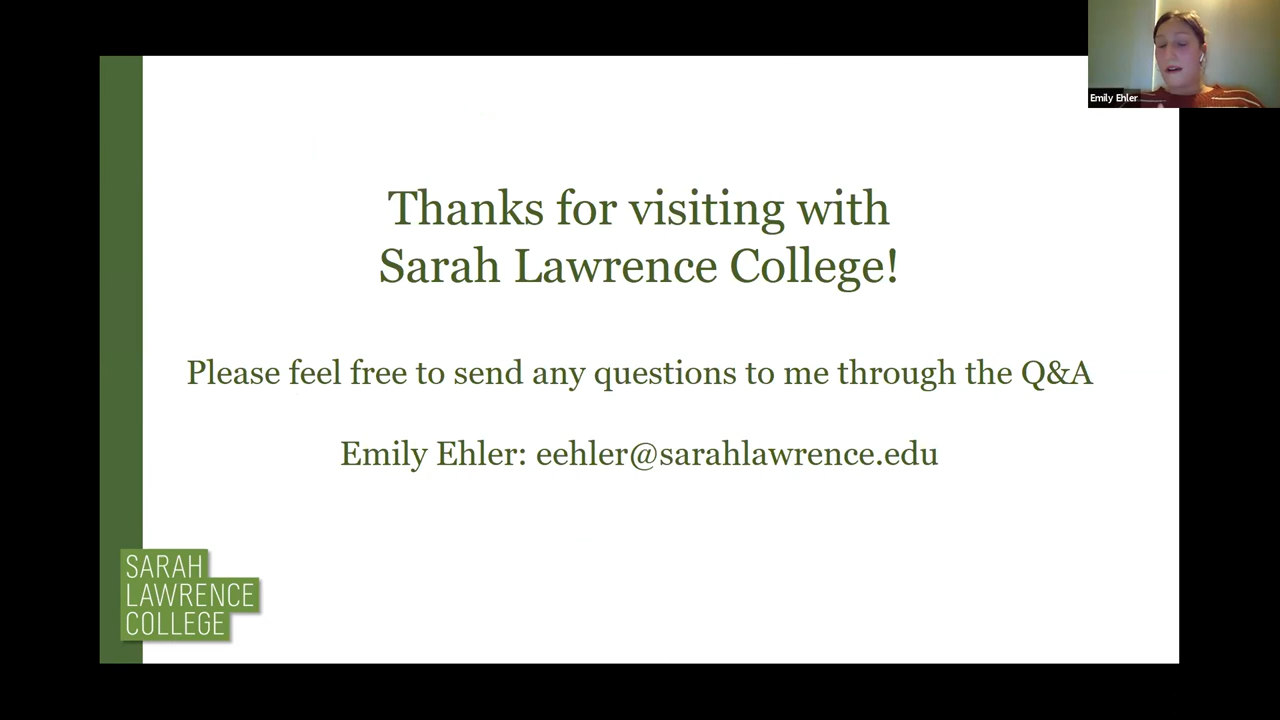 Emily Ehler
Thanks for visiting with
Sarah Lawrence College!
Please feel free to send any questions to me through the Q&A
Emily Ehler: eehler@sarahlawrence.edu
SARAH
LAWRENCE
COLLEGE